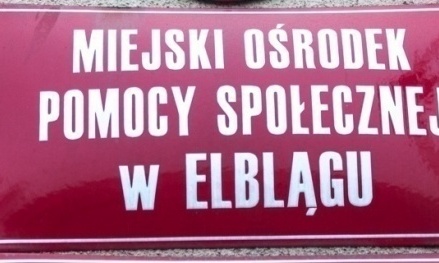 MIEJSKI OŚRODEK
POMOCY SPOŁECZNEJ
w ELBLĄGU